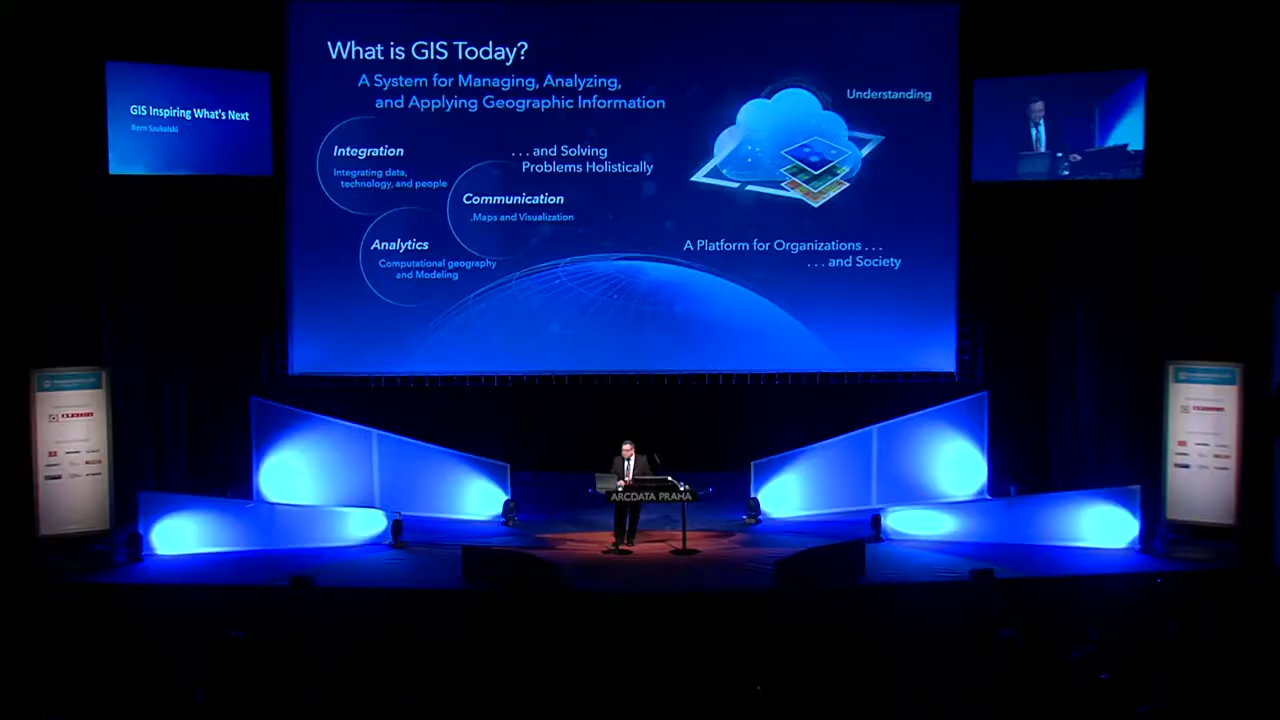 What is GIS Today?
A System for Managing, Analyzing,
and Applying Geographic Information
Integration
Integrating data,
technology, and people
. . . and Solving
Problems Holistically
Communication
Maps and Visualization
Analytics
Computational geography
and Modeling
Understanding
A Platform for Organizations . . .
. . . and Society
GIS Inspiring What's Next
Bern Szukalski
ARCDATA PRAHA